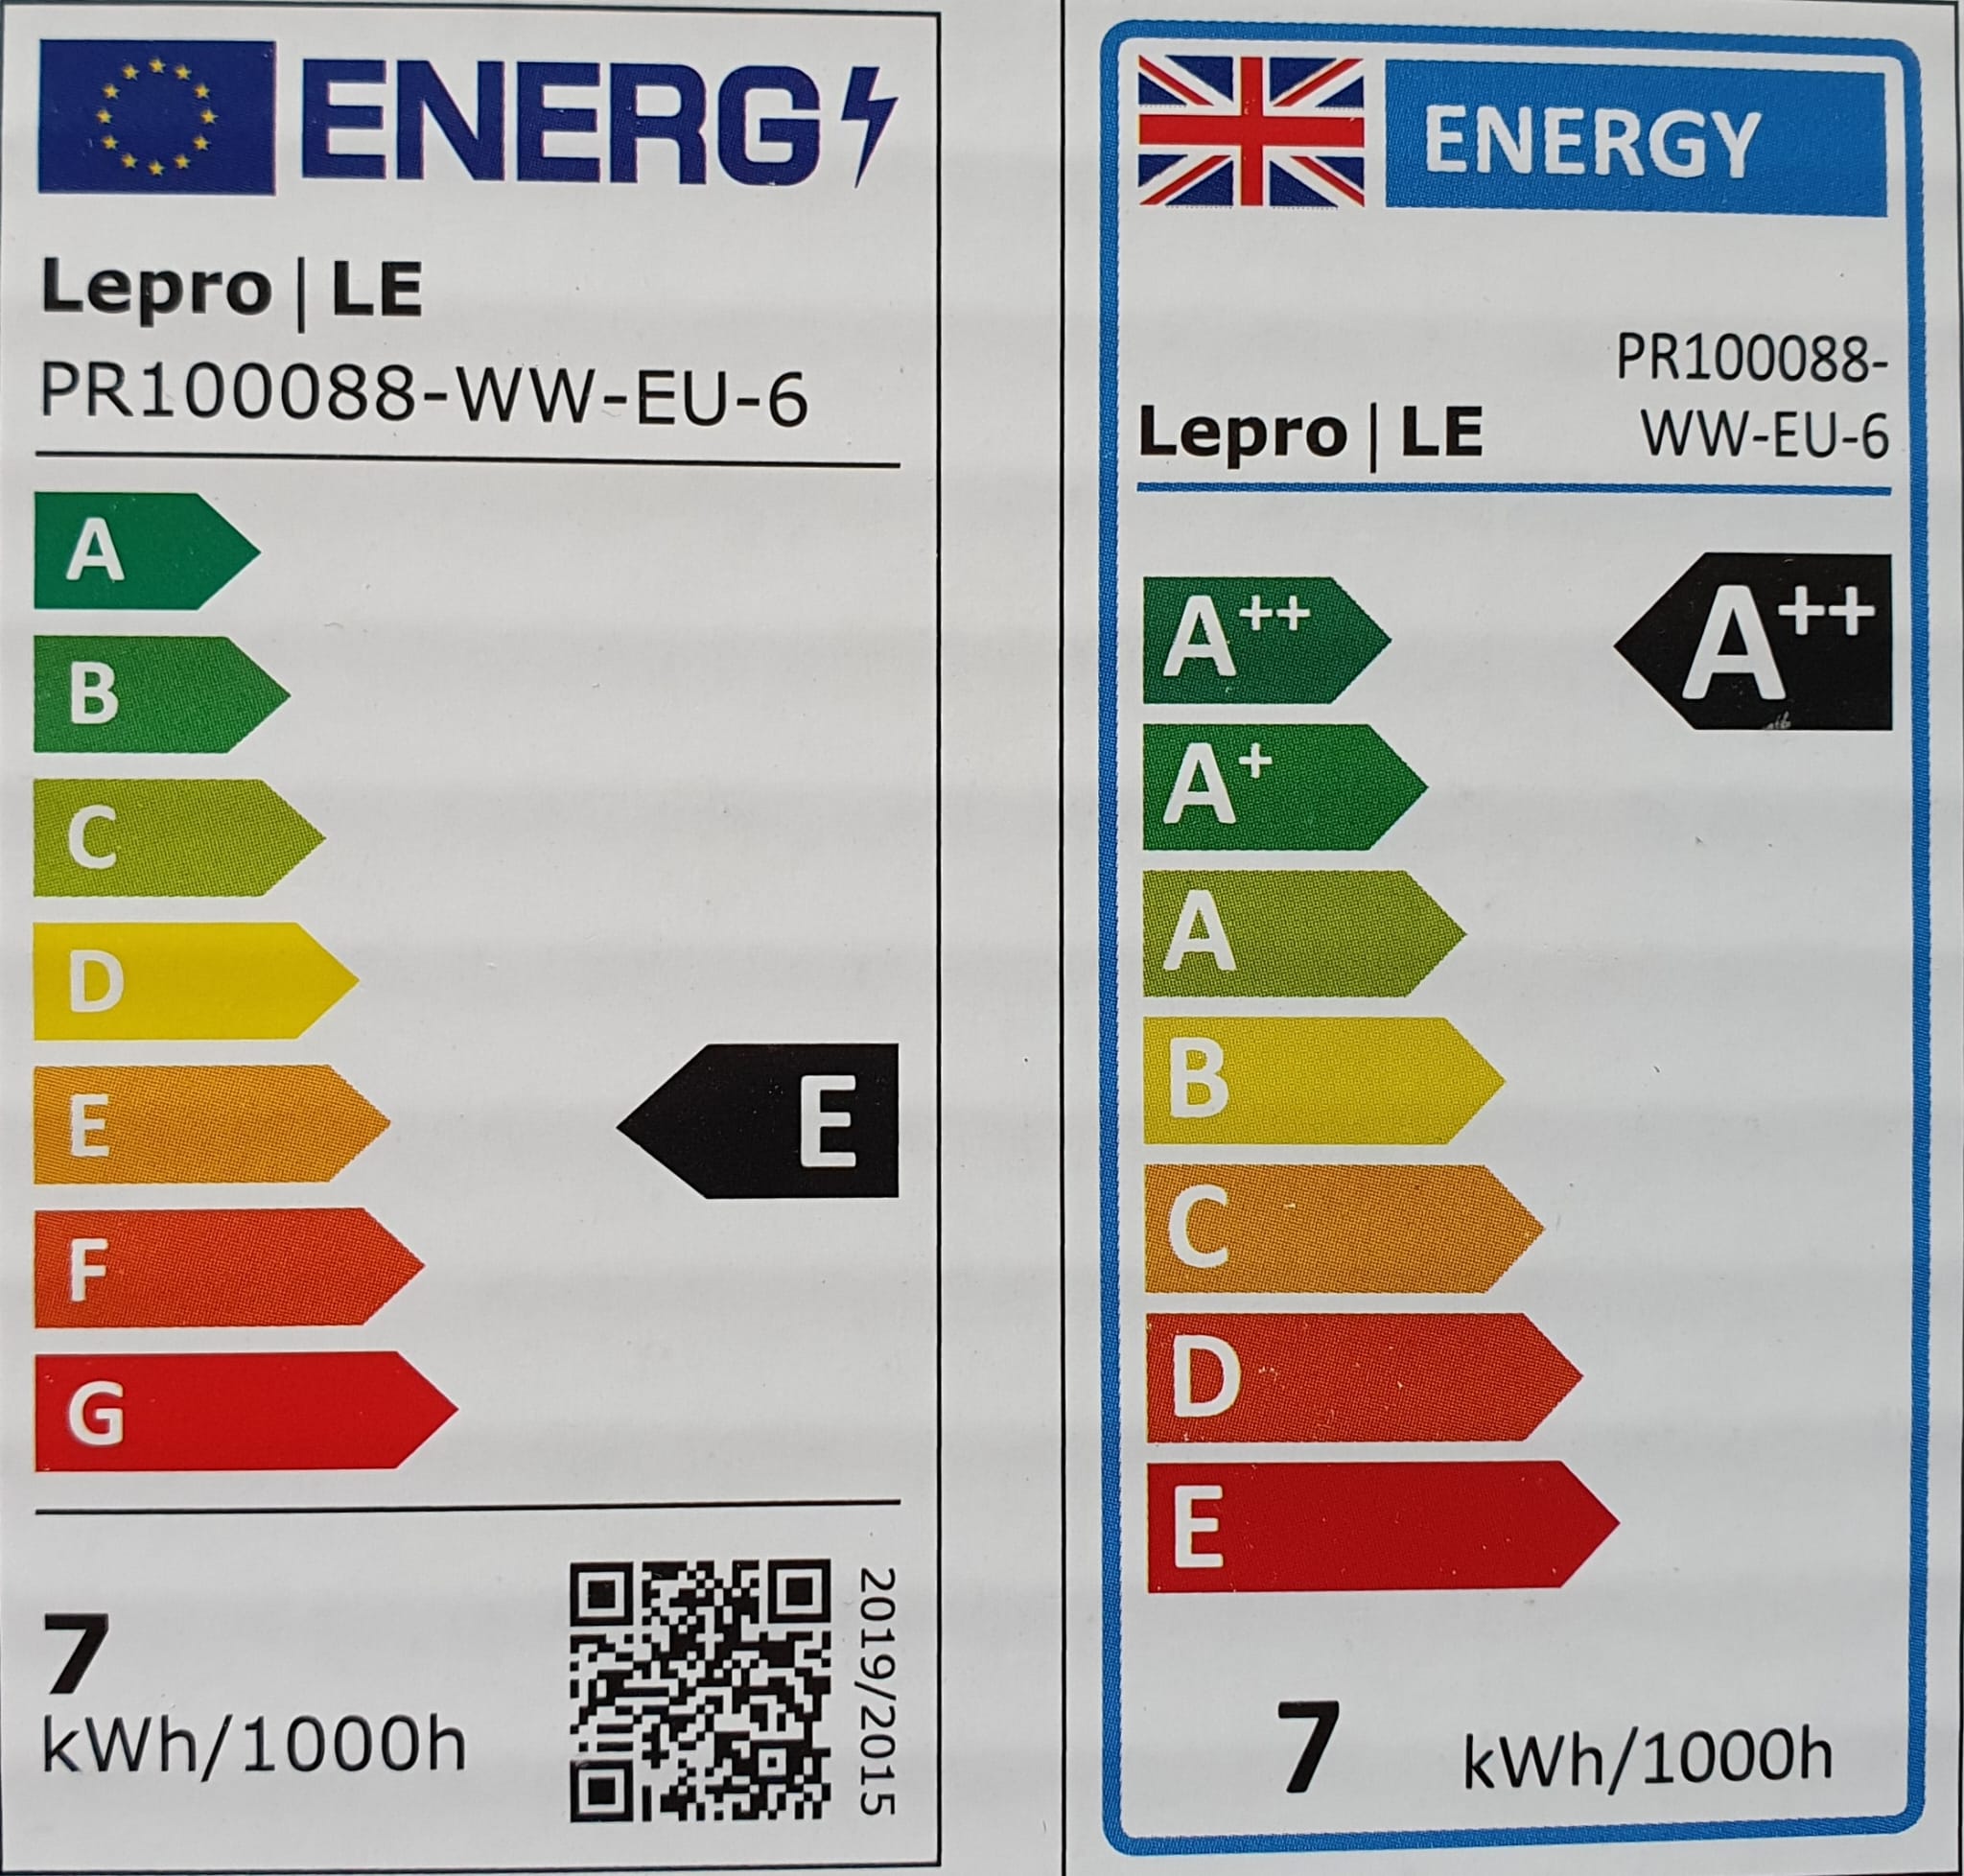 ENERG
Lepro | LE
PR100088-WW-EU-6
A
B
C
D
E
E
F
G
7
kWh/1000h
2019/2015
ENERGY
PR100088-
WW-EU-6
Lepro | LE
A++
A++
A+
A
B
C
D
E
7 kWh/1000h